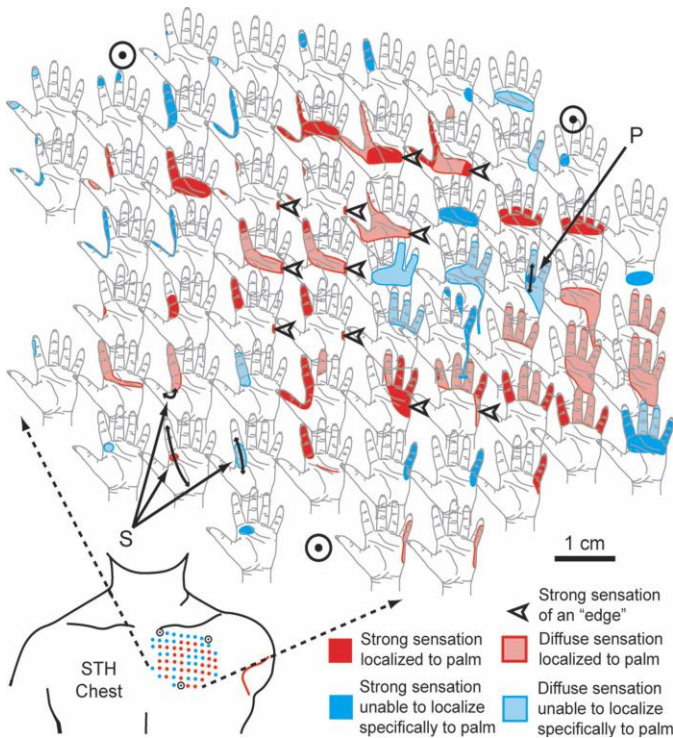 P
S
1 cm
STH
Chest
Strong sensation
of an "edge"
Strong sensation
localized to palm
Diffuse sensation
localized to palm
Strong sensation
unable to localize
specifically to palm
Diffuse sensation
unable to localize
specifically to palm